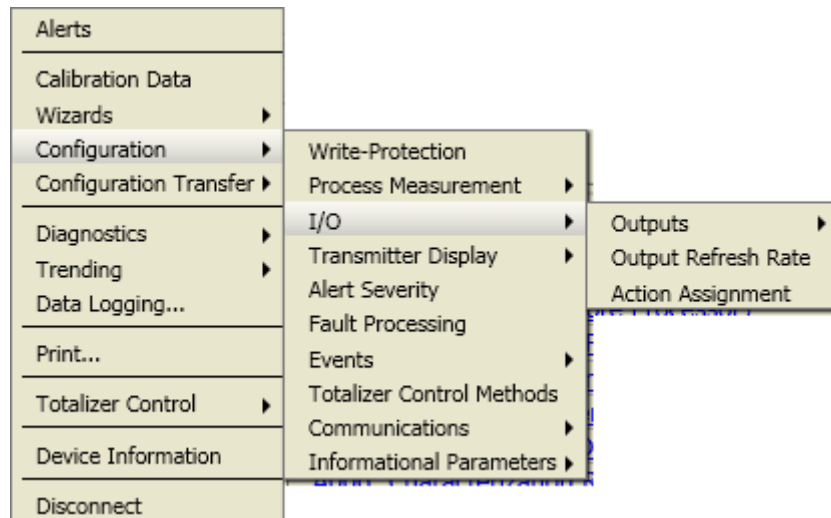 Alerts
Calibration Data
Wizards
Configuration
Configuration Transfer
Diagnostics
Trending
Data Logging...
Print...
Totalizer Control
Device Information
Disconnect
Write-Protection
Process Measurement
I/O
Transmitter Display
Alert Severity
Fault Processing
Events
Totalizer Control Methods
Communications
Informational Parameters
Outputs
Output Refresh Rate
Action Assignment